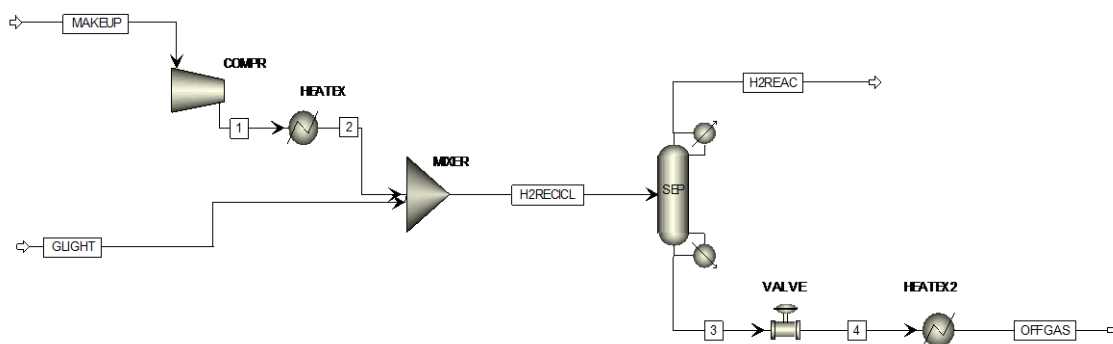 MAKEUP
COMPR
1
HEATEX
2
MIXER
GLIGHT
H2RECICL
H2REAC
SEP
3
VALVE
4
HEATEX2
OFFGAS